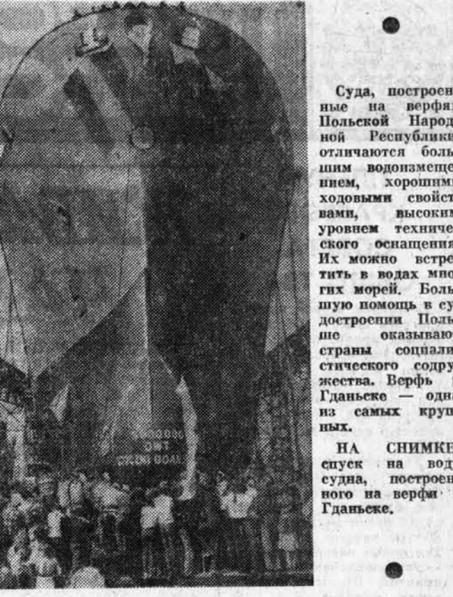 Суда, построен
ные на верфя
Польской Народ
ной Республики
отличаются боль
шим водоизмеще
нием, хорошими
ходовыми свойст
вами, высоким
уровнем техниче
ского оснащения
Их можно встре
тить в водах мно
гих морей. Боль
шую помощь в су
достроении Поль
ше оказываю
страны социали
стического содру
жества. Верфь
Гданьске — одна
из самых круп
ных.
НА СНИМКЕ
спуск на вод
судна, построен
ного на верфи
Гданьске.